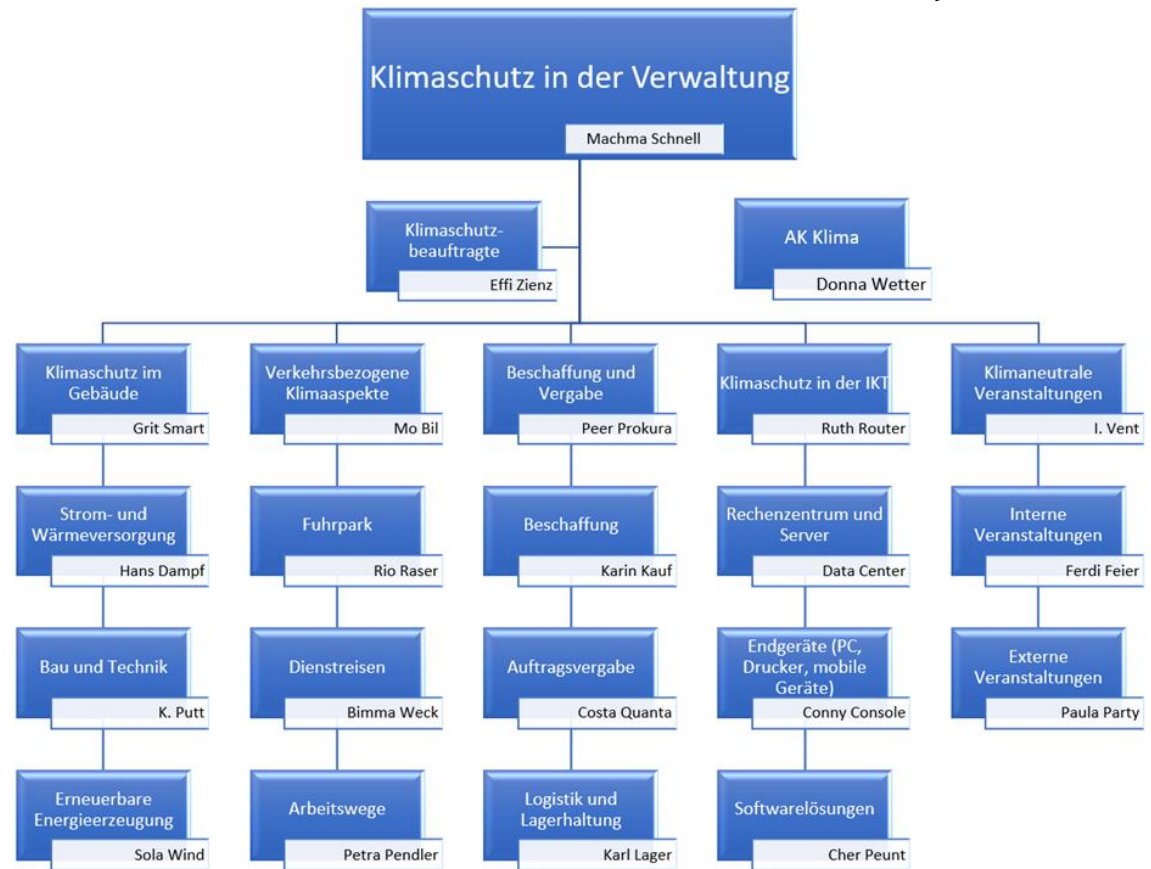 Klimaschutz in der Verwaltung
Machma Schnell
Klimaschutz-
beauftragte
Effi Zienz
AK Klima
Donna Wetter
Klimaschutz im
Gebäude
Grit Smart
Verkehrsbezogene
Klimaaspekte
Mo Bil
Beschaffung und
Vergabe
Peer Prokura
Klimaschutz in der IKT
Ruth Router
Klimaneutrale
Veranstaltungen
I. Vent
Strom- und
Wärmeversorgung
Hans Dampf
Fuhrpark
Rio Raser
Beschaffung
Karin Kauf
Rechenzentrum und
Server
Data Center
Interne
Veranstaltungen
Ferdi Feier
Bau und Technik
K. Putt
Dienstreisen
Bimma Weck
Auftragsvergabe
Costa Quanta
Endgeräte (PC,
Drucker, mobile
Geräte)
Conny Console
Externe
Veranstaltungen
Paula Party
Erneuerbare
Energieerzeugung
Sola Wind
Arbeitswege
Petra Pendler
Logistik und
Lagerhaltung
Karl Lager
Softwarelösungen
Cher Peunt